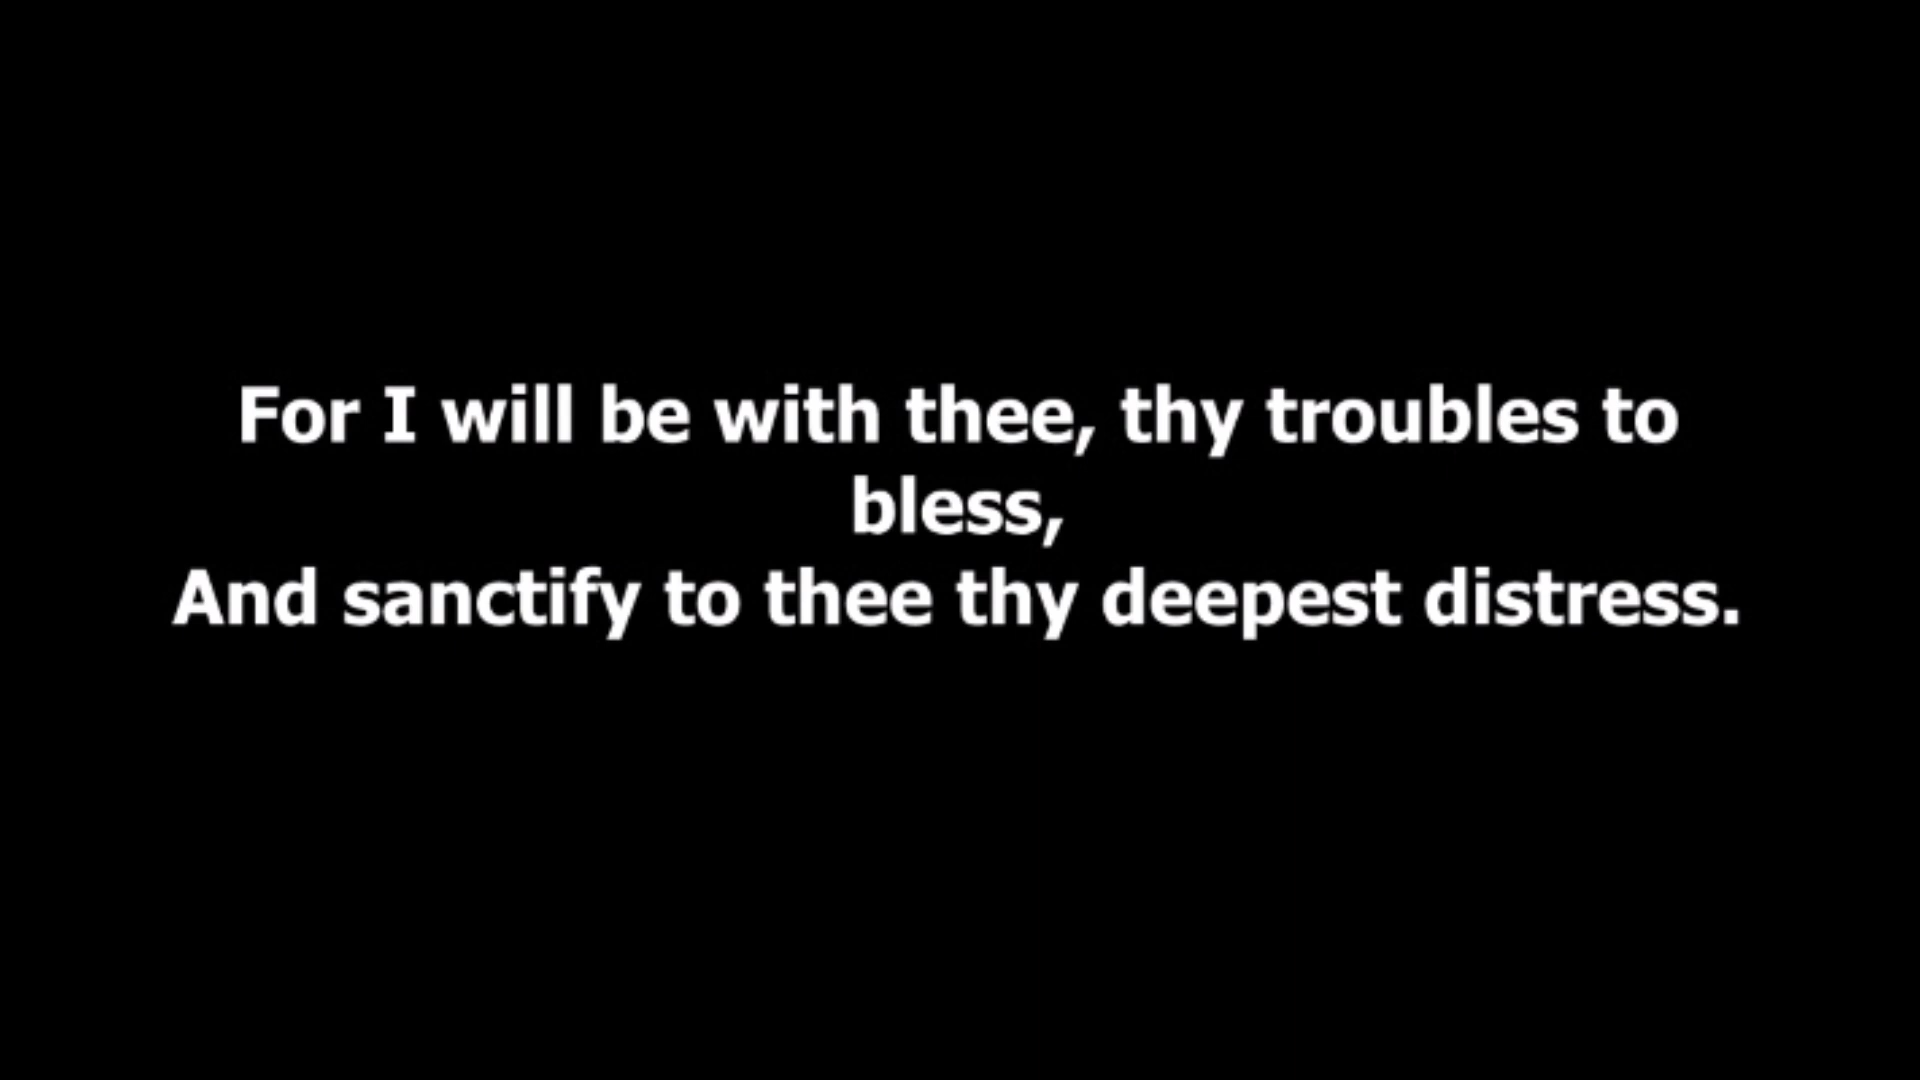 For I will be with thee, thy troubles to
bless,
And sanctify to thee thy deepest distress.